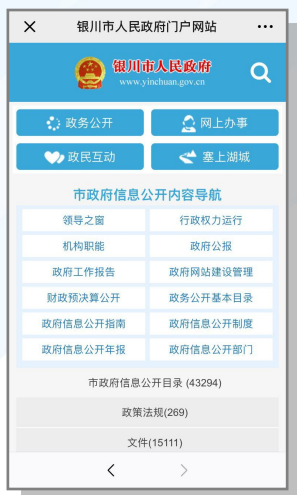 银川市人民政府门户网站
银川市人民政府
www.yinchuan.gov.cn
政务公开 网上办事
政民互动 塞上湖城
市政府信息公开内容导航
领导之窗 行政权力运行
机构职能 政府公报
政府工作报告 政府网站建设管理
财政预决算公开 政务公开基本目录
政府信息公开指南 政府信息公开制度
政府信息公开年报 政府信息公开部门
市政府信息公开目录 (43294)
政策法规(269)
文件(15111)